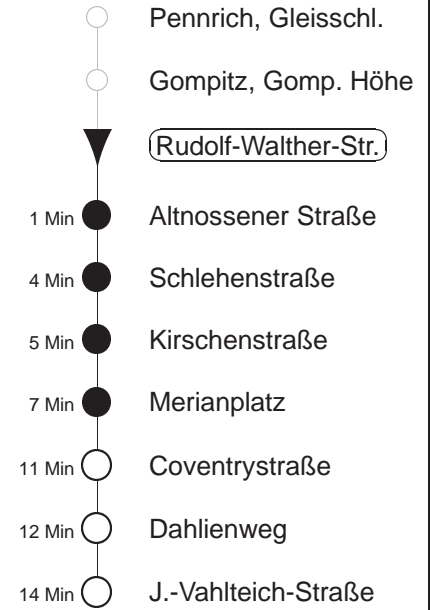 Pennrich, Gleisschl.
Gompitz, Gomp. Höhe
Rudolf-Walther-Str.
1 Min Altnossener Straße
4 Min Schlehenstraße
5 Min Kirschenstraße
7 Min Merianplatz
11 Min Coventrystraße
12 Min Dahlienweg
14 Min J.-Vahlteich-Straße